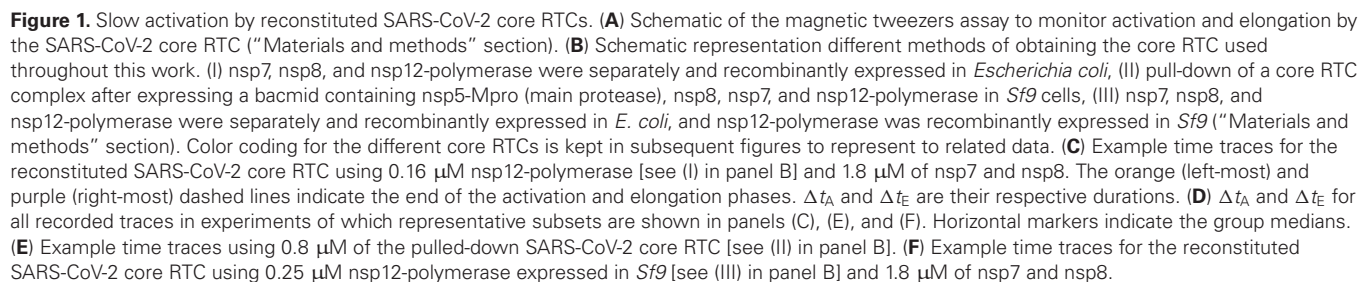 Figure 1. Slow activation by reconstituted SARS-CoV-2 core RTCs. (A) Schematic of the magnetic tweezers assay to monitor activation and elongation by
the SARS-CoV-2 core RTC (“Materials and methods” section). (B) Schematic representation different methods of obtaining the core RTC used
throughout this work. (I) nsp7, nsp8, and nsp12-polymerase were separately and recombinantly expressed in Escherichia coli, (II) pull-down of a core RTC
complex after expressing a bacmid containing nsp5-Mpro (main protease), nsp8, nsp7, and nsp12-polymerase in Sf9 cells, (III) nsp7, nsp8, and
nsp12-polymerase were separately and recombinantly expressed in E. coli, and nsp12-polymerase was recombinantly expressed in Sf9 (“Materials and
methods” section). Color coding for the different core RTCs is kept in subsequent figures to represent to related data. (C) Example time traces for the
reconstituted SARS-CoV-2 core RTC using 0.16 μM nsp12-polymerase [see (I) in panel B] and 1.8 μM of nsp7 and nsp8. The orange (left-most) and
purple (right-most) dashed lines indicate the end of the activation and elongation phases. Δt_A and Δt_E are their respective durations. (D) Δt_A and Δt_E for
all recorded traces in experiments of which representative subsets are shown in panels (C), (E), and (F). Horizontal markers indicate the group medians.
(E) Example time traces using 0.8 μM of the pulled-down SARS-CoV-2 core RTC [see (II) in panel B]. (F) Example time traces for the reconstituted
SARS-CoV-2 core RTC using 0.25 μM nsp12-polymerase expressed in Sf9 [see (III) in panel B] and 1.8 μM of nsp7 and nsp8.